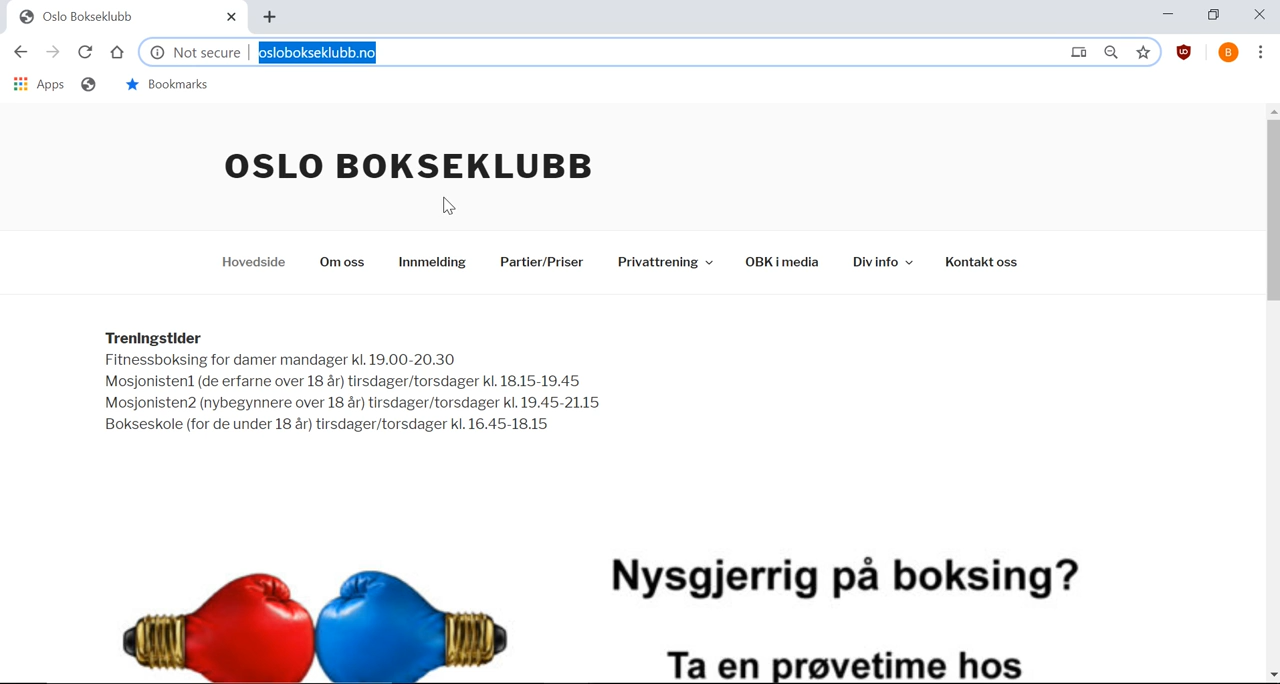 Oslo Bokseklubb
Not secure | oslobokseklubb.no
B
Apps Bookmarks
OSLO BOKSEKLUBB
Hovedside Om oss Innmelding Partier/Priser Privattrening OBK i media Div info Kontakt oss
Treningstider
Fitnessboksing for damer mandager kl. 19.00-20.30
Mosjonisten1 (de erfarne over 18 år) tirsdager/torsdager kl. 18.15-19.45
Mosjonisten2 (nybegynnere over 18 år) tirsdager/torsdager kl. 19.45-21.15
Bokseskole (for de under 18 år) tirsdager/torsdager kl. 16.45-18.15
Nysgjerrig på boksing?
Ta en prøvetime hos